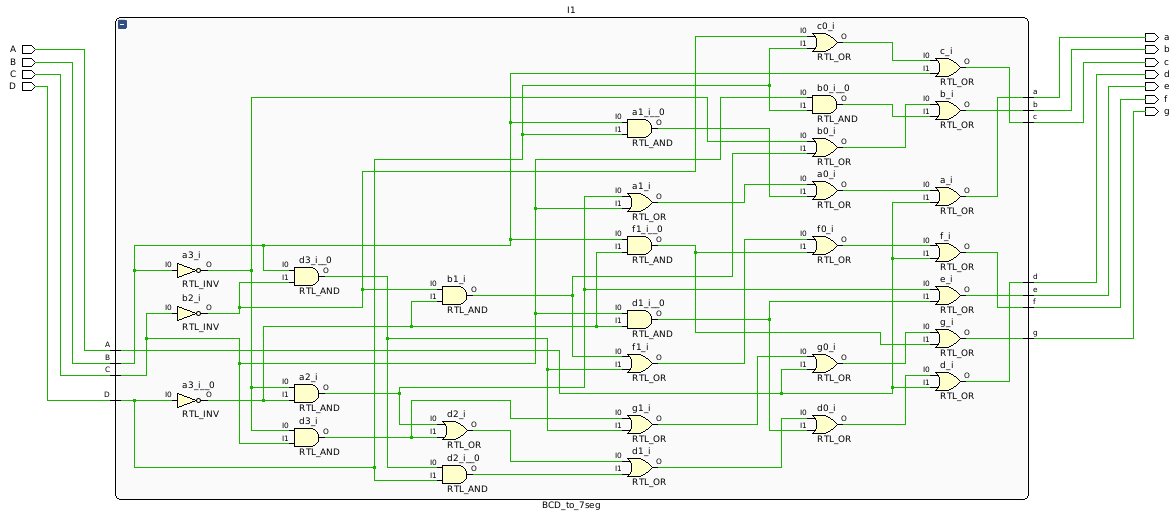 I1
A
B
C
D
a3_i
I0
O
RTL_INV
b2_i
I0
O
RTL_INV
A
B
C
D
a3_i__0
I0
O
RTL_INV
d3_i__0
I0
I1
O
RTL_AND
a2_i
I0
I1
O
RTL_AND
d3_i
I0
I1
O
RTL_AND
b1_i
I0
I1
O
RTL_AND
d2_i
I0
I1
O
RTL_OR
d2_i__0
I0
I1
O
RTL_AND
a1_i__0
I0
I1
O
RTL_AND
a1_i
I0
I1
O
RTL_OR
f1_i__0
I0
I1
O
RTL_AND
d1_i__0
I0
I1
O
RTL_AND
f1_i
I0
I1
O
RTL_OR
g1_i
I0
I1
O
RTL_OR
d1_i
I0
I1
O
RTL_OR
c0_i
I0
I1
O
RTL_OR
b0_i__0
I0
I1
O
RTL_AND
b0_i
I0
I1
O
RTL_OR
a0_i
I0
I1
O
RTL_OR
f0_i
I0
I1
O
RTL_OR
g0_i
I0
I1
O
RTL_OR
d0_i
I0
I1
O
RTL_OR
c_i
I0
I1
O
RTL_OR
b_i
I0
I1
O
RTL_OR
a_i
I0
I1
O
RTL_OR
f_i
I0
I1
O
RTL_OR
e_i
I0
I1
O
RTL_OR
g_i
I0
I1
O
RTL_OR
d_i
I0
I1
O
RTL_OR
a
b
c
d
e
f
g
a
b
c
d
e
f
g
BCD_to_7seg